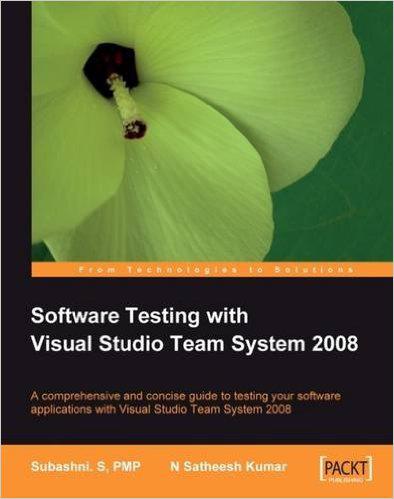 From Technologies to Solutions
Software Testing with
Visual Studio Team System 2008
A comprehensive and concise guide to testing your software
applications with Visual Studio Team System 2008
Subashni. S, PMP N Satheesh Kumar
PACKT
PUBLISHING